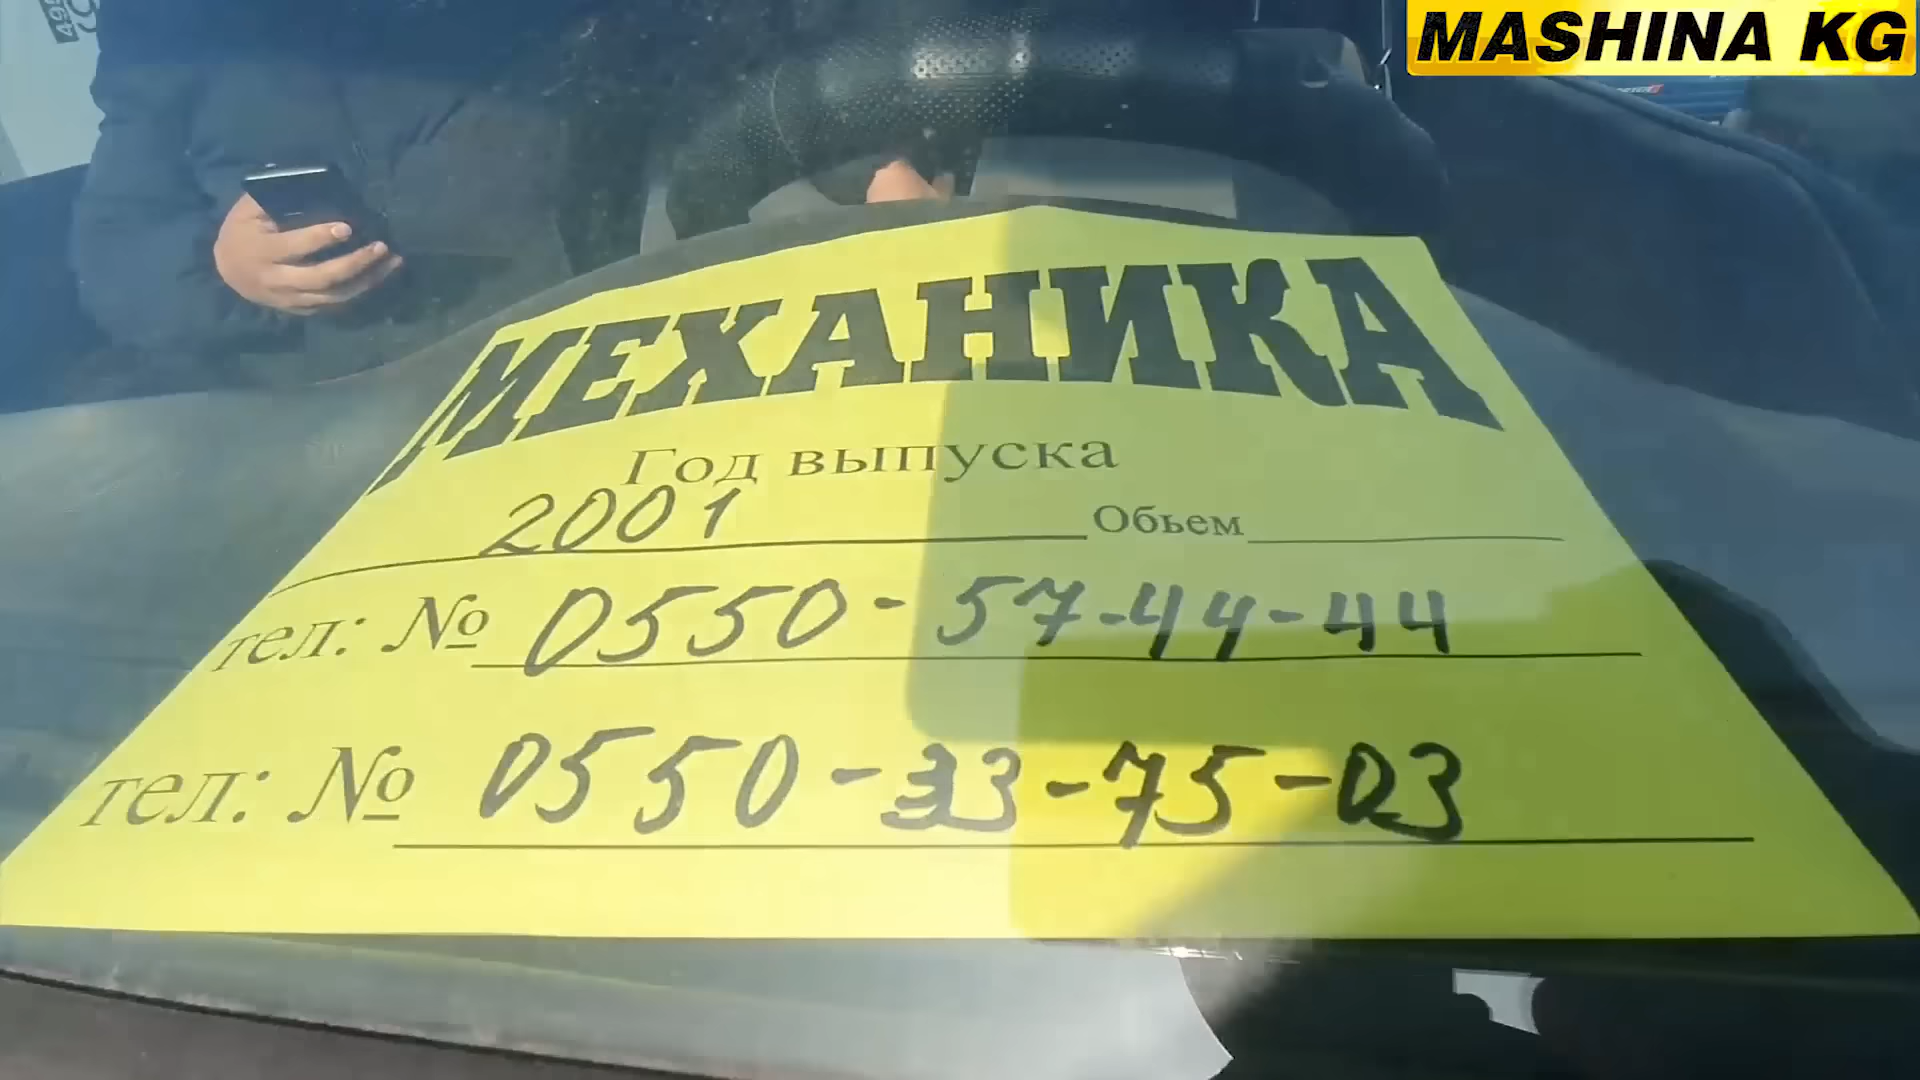 MASHINA KG
МЕХАНИКА
Год выпуска
2001 Обьем
тел: № 0550-57-44-44
тел: № 0550-33-75-03